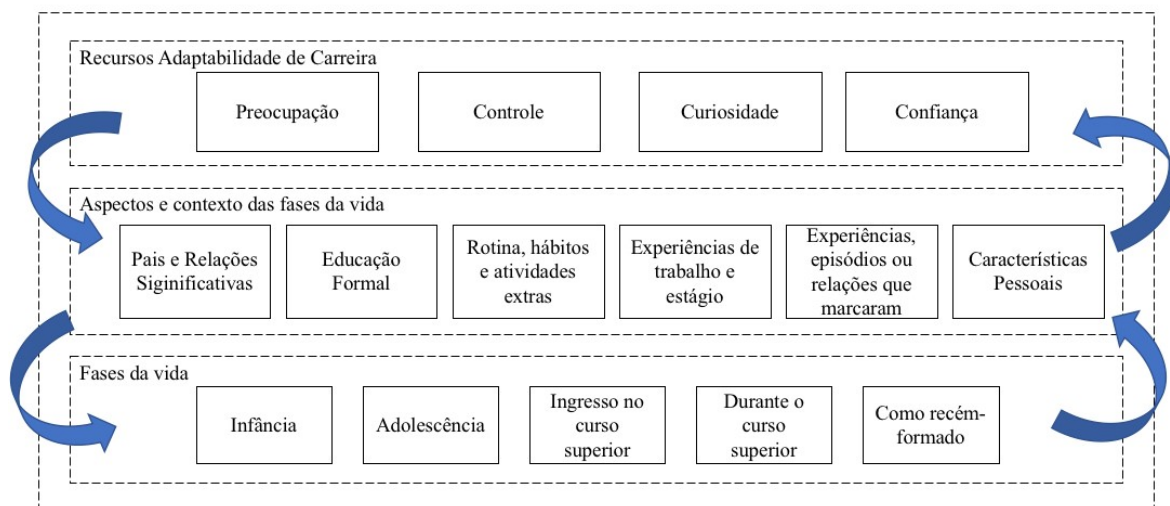 Recursos Adaptabilidade de Carreira
Preocupação
Controle
Curiosidade
Confiança
Aspectos e contexto das fases da vida
Pais e Relações
Siginificativas
Educação
Formal
Rotina, hábitos
e atividades
extras
Experiências de
trabalho e
estágio
Experiências,
episódios ou
relações que
marcaram
Características
Pessoais
Fases da vida
Infância
Adolescência
Ingresso no
curso
superior
Durante o
curso
superior
Como recém-
formado